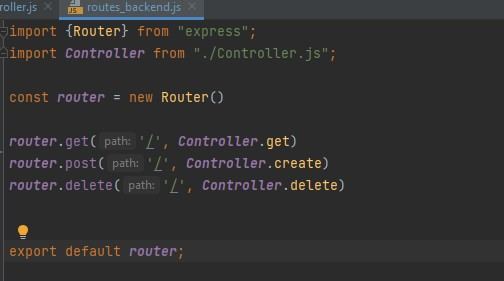 roller.js × routes_backend.js ×
import {Router} from "express";
import Controller from "./Controller.js";
const router = new Router()
router.get( path: '/', Controller.get)
router.post( path: '/', Controller.create)
router.delete( path: '/', Controller.delete)
export default router;